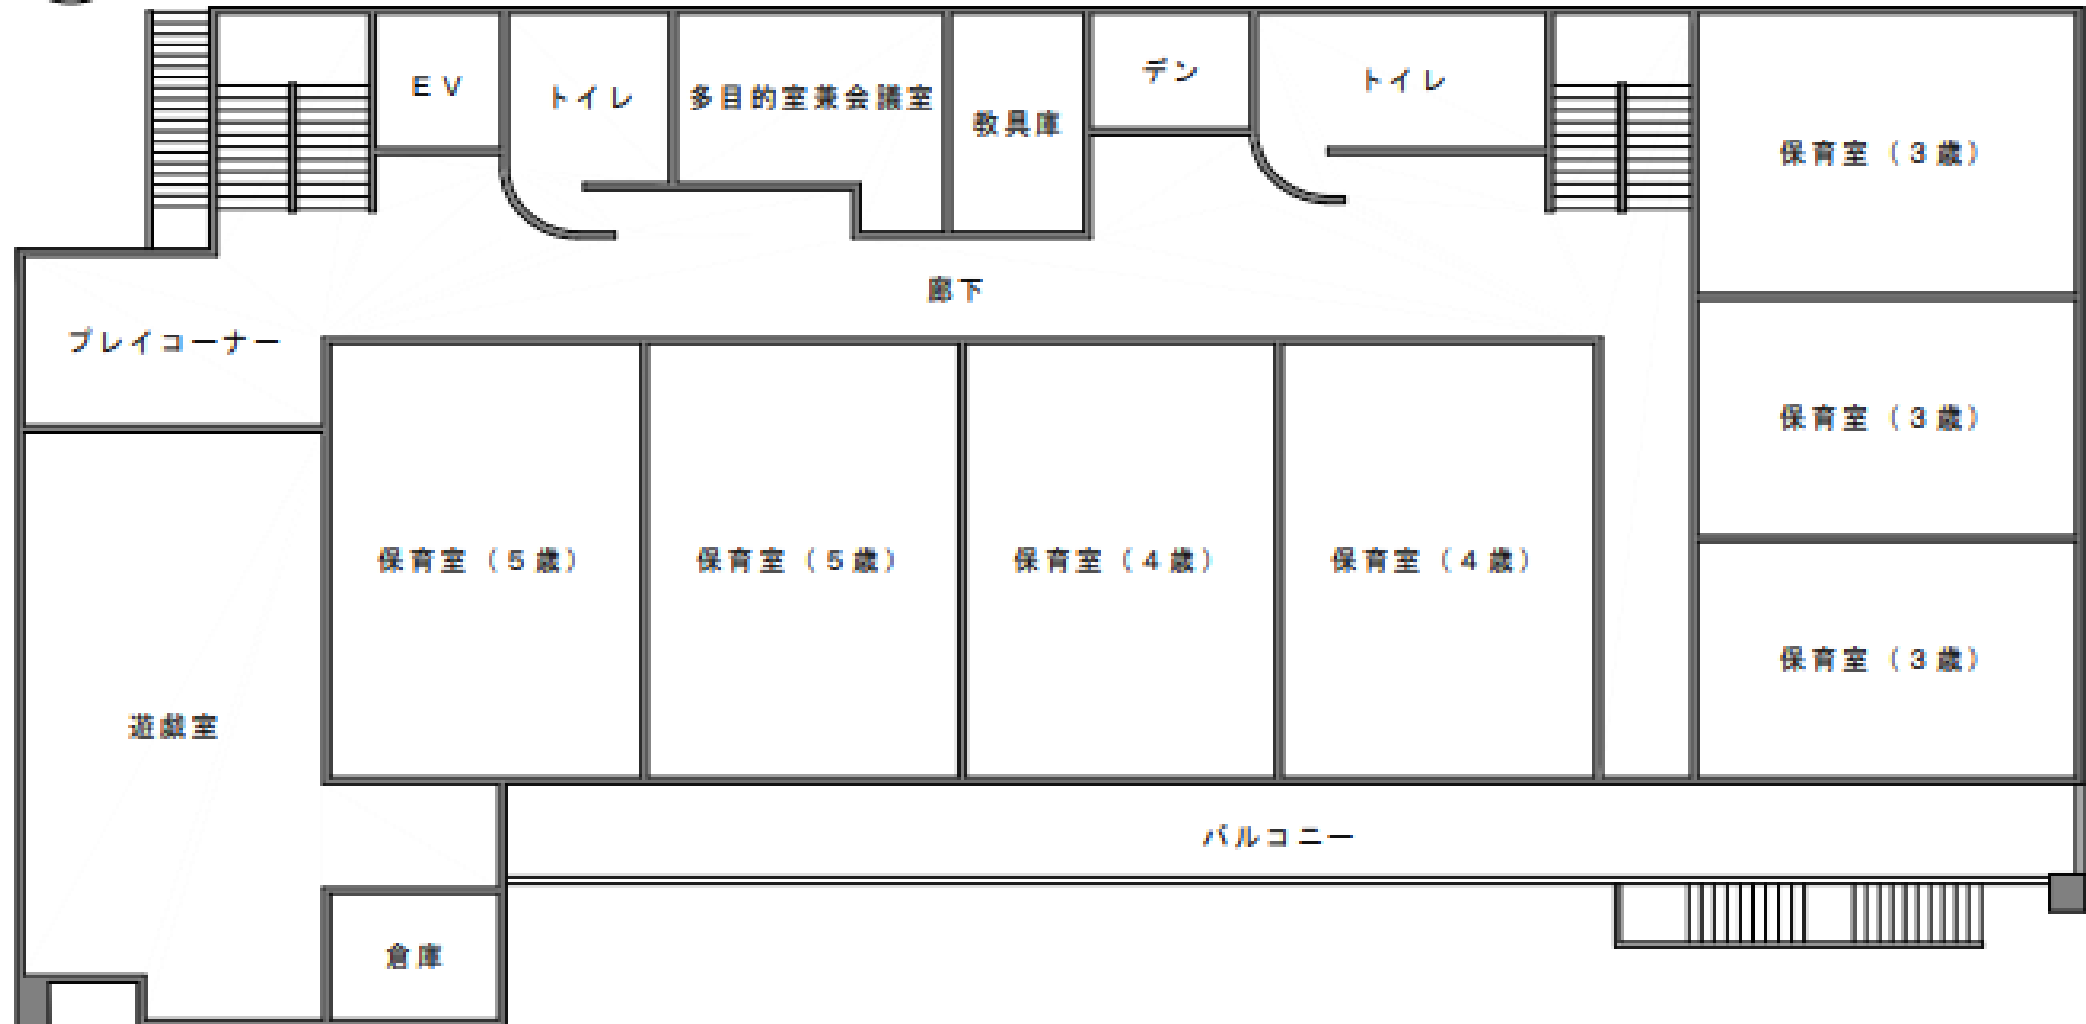 EV
トイレ
多目的室兼会議室
教具庫
デン
トイレ
保育室（3歳）
廊下
プレイコーナー
保育室（3歳）
保育室（5歳）
保育室（5歳）
保育室（4歳）
保育室（4歳）
保育室（3歳）
遊戯室
バルコニー
倉庫